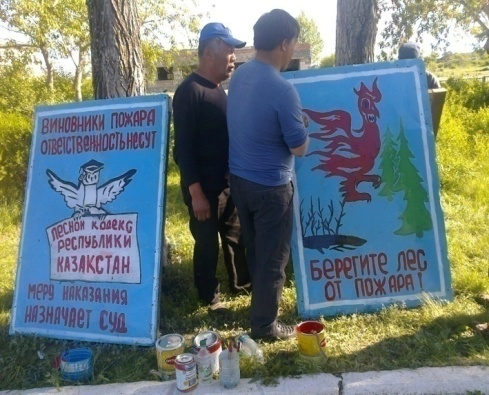 ВИНОВНИКИ ПОЖАРА
ОТВЕТСТВЕННОСТЬ НЕСУТ
ЛЕСНОЙ КОДЕКС
РЕСПУБЛИКИ
КАЗАХСТАН
МЕРУ НАКАЗАНИЯ
НАЗНАЧАЕТ СУД
БЕРЕГИТЕ ЛЕС
ОТ ПОЖАРА!